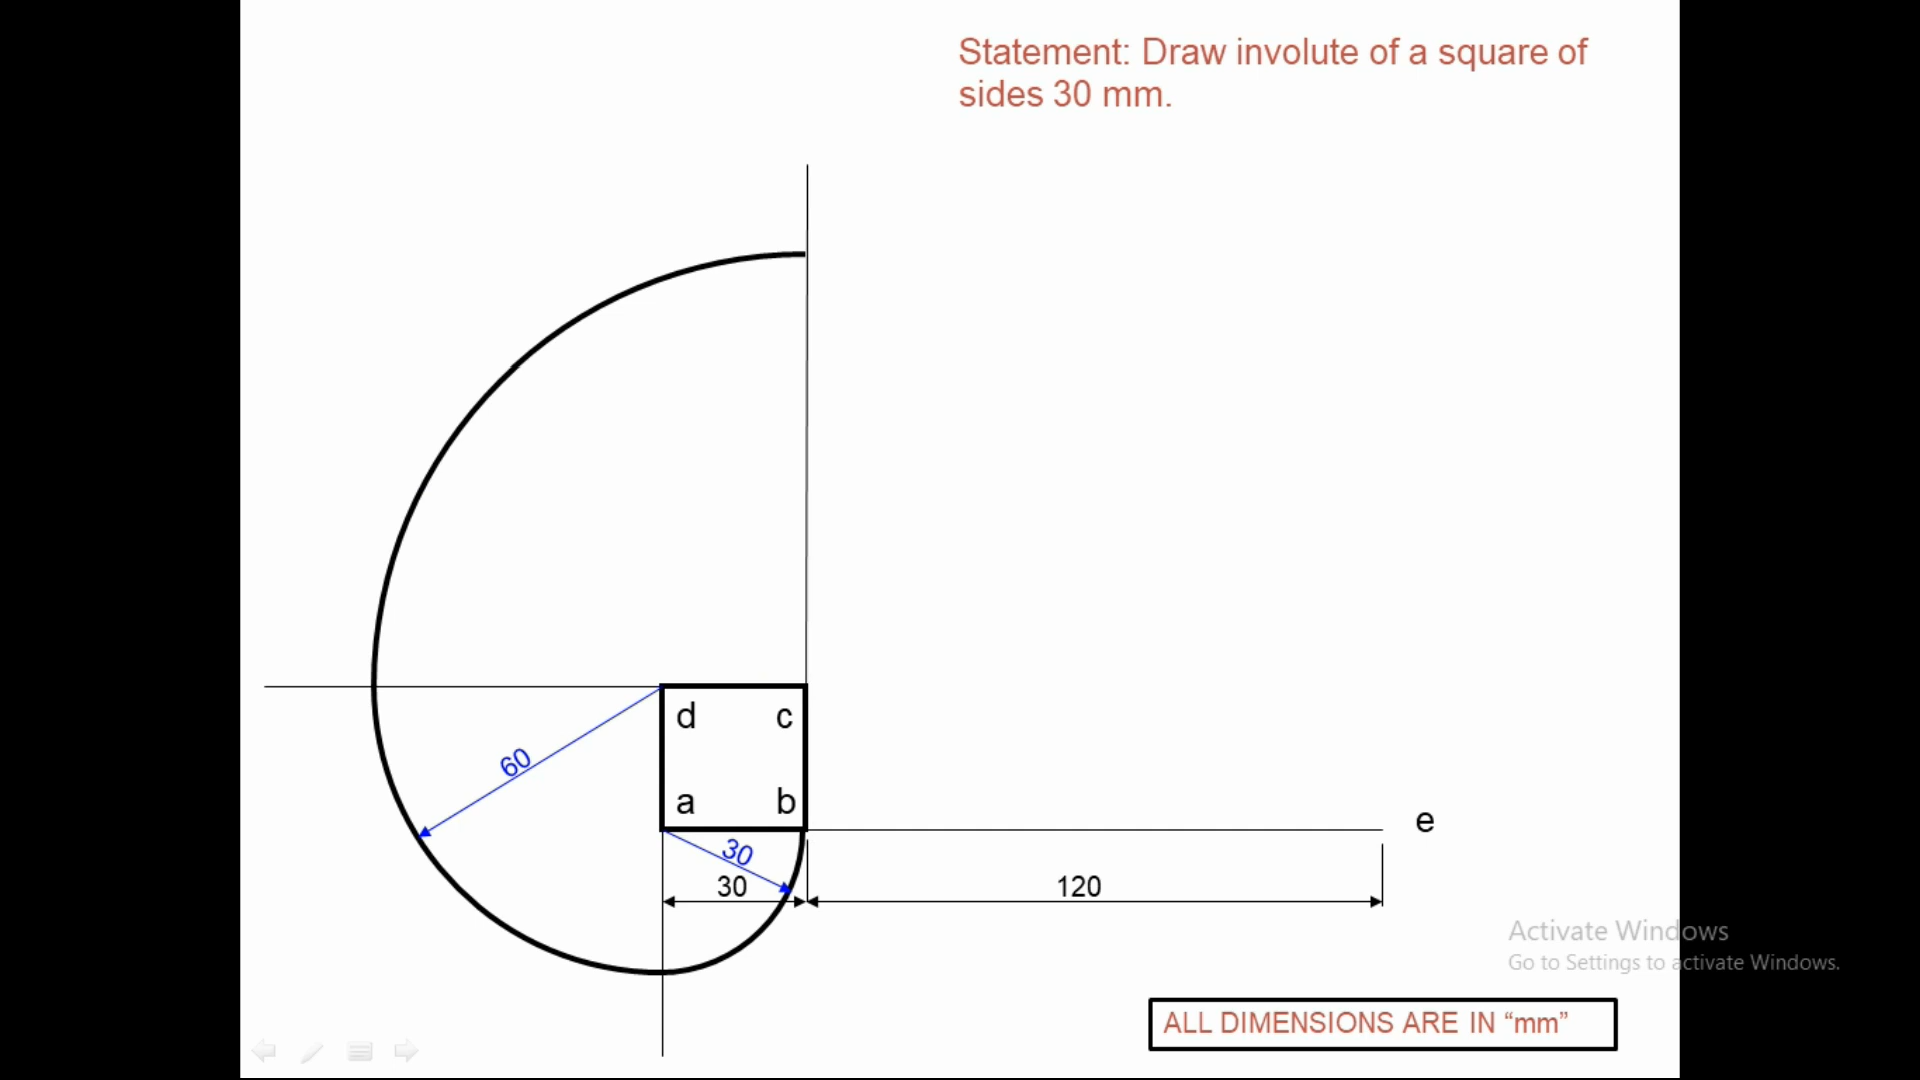 Statement: Draw involute of a square of
sides 30 mm.
d c
60
a b
e
30
30
120
Activate Windows
Go to Settings to activate Windows.
ALL DIMENSIONS ARE IN “mm”